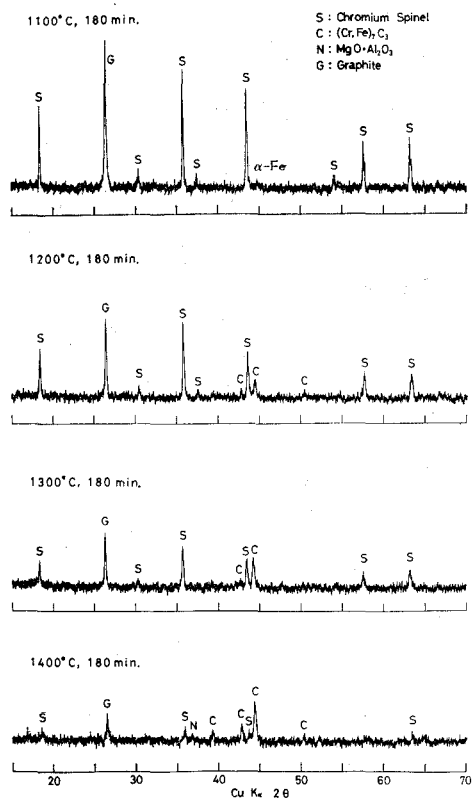 1100°C, 180 min.
S : Chromium Spinel
C : (Cr, Fe)₇ C₃
N : MgO·Al₂O₃
G : Graphite
S G S S S S α-Fe S S S
1200°C, 180 min.
S G S S S C S C C S S
1300°C, 180 min.
S G S S C S C S S
1400°C, 180 min.
S G S N C C S C C S
15 20 30 40 50 60 70
Cu Kα 2θ